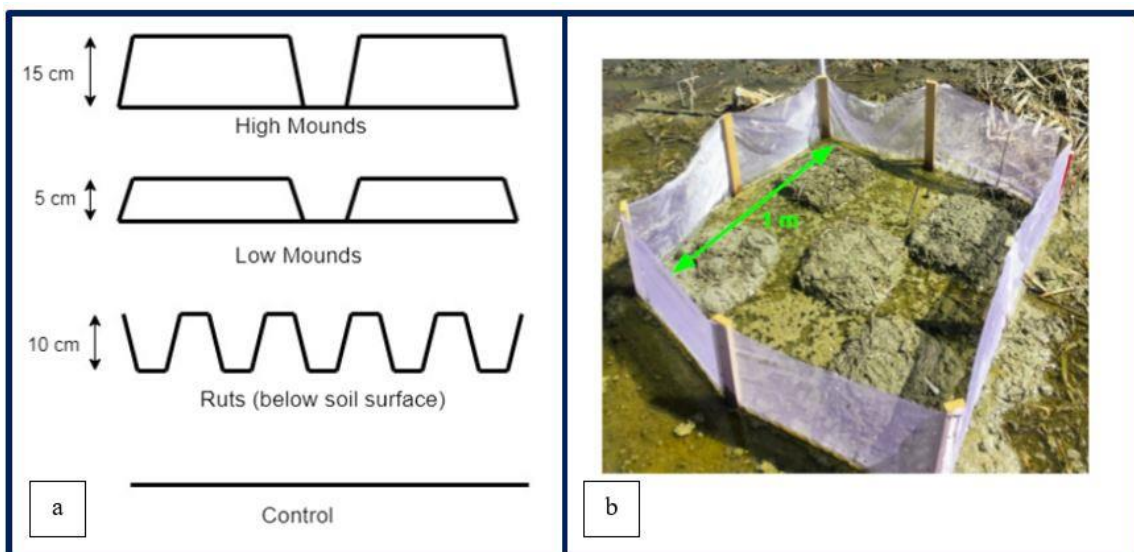 15 cm
High Mounds
5 cm
Low Mounds
10 cm
Ruts (below soil surface)
Control
a
1 m
b